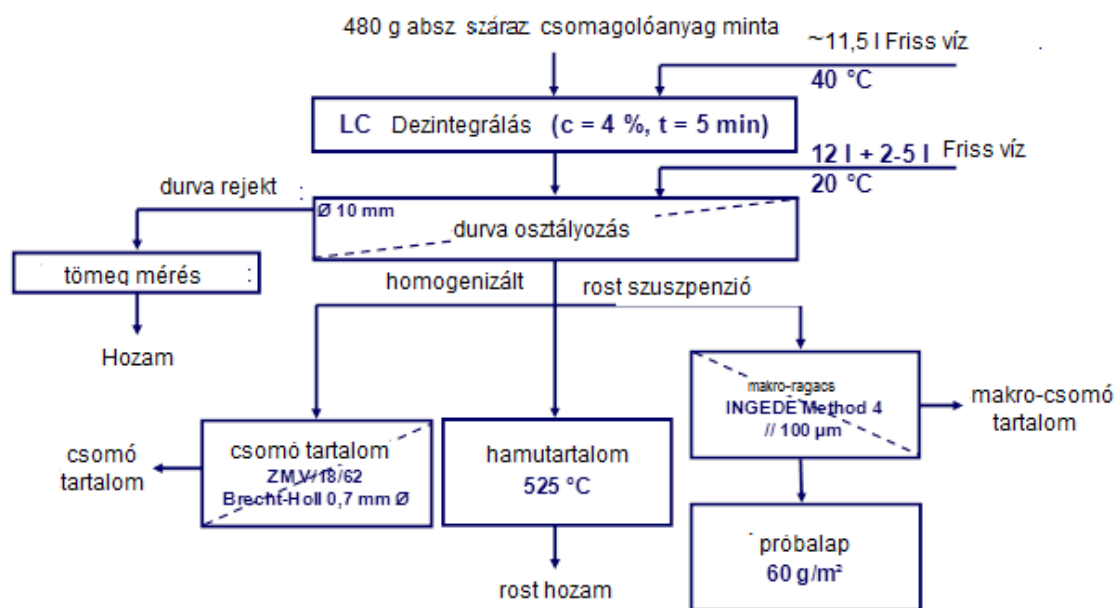 480 g absz száraz csomagolóanyag minta
~11,5 l Friss víz
40 °C
LC Dezintegrálás (c = 4 %, t = 5 min)
12 l + 2-5 l Friss víz
20 °C
durva rejekt :
Ø 10 mm
durva osztályozás
tömeg mérés :
homogenizált
rost szuszpenzió
Hozam
makro-ragacs
INGEDE Method 4
// 100 µm
makro-csomó
tartalom
csomó tartalom
ZM V/18/62
Brecht-Holl 0,7 mm Ø
csomó
tartalom
hamutartalom
525 °C
próbalap
60 g/m²
rost hozam